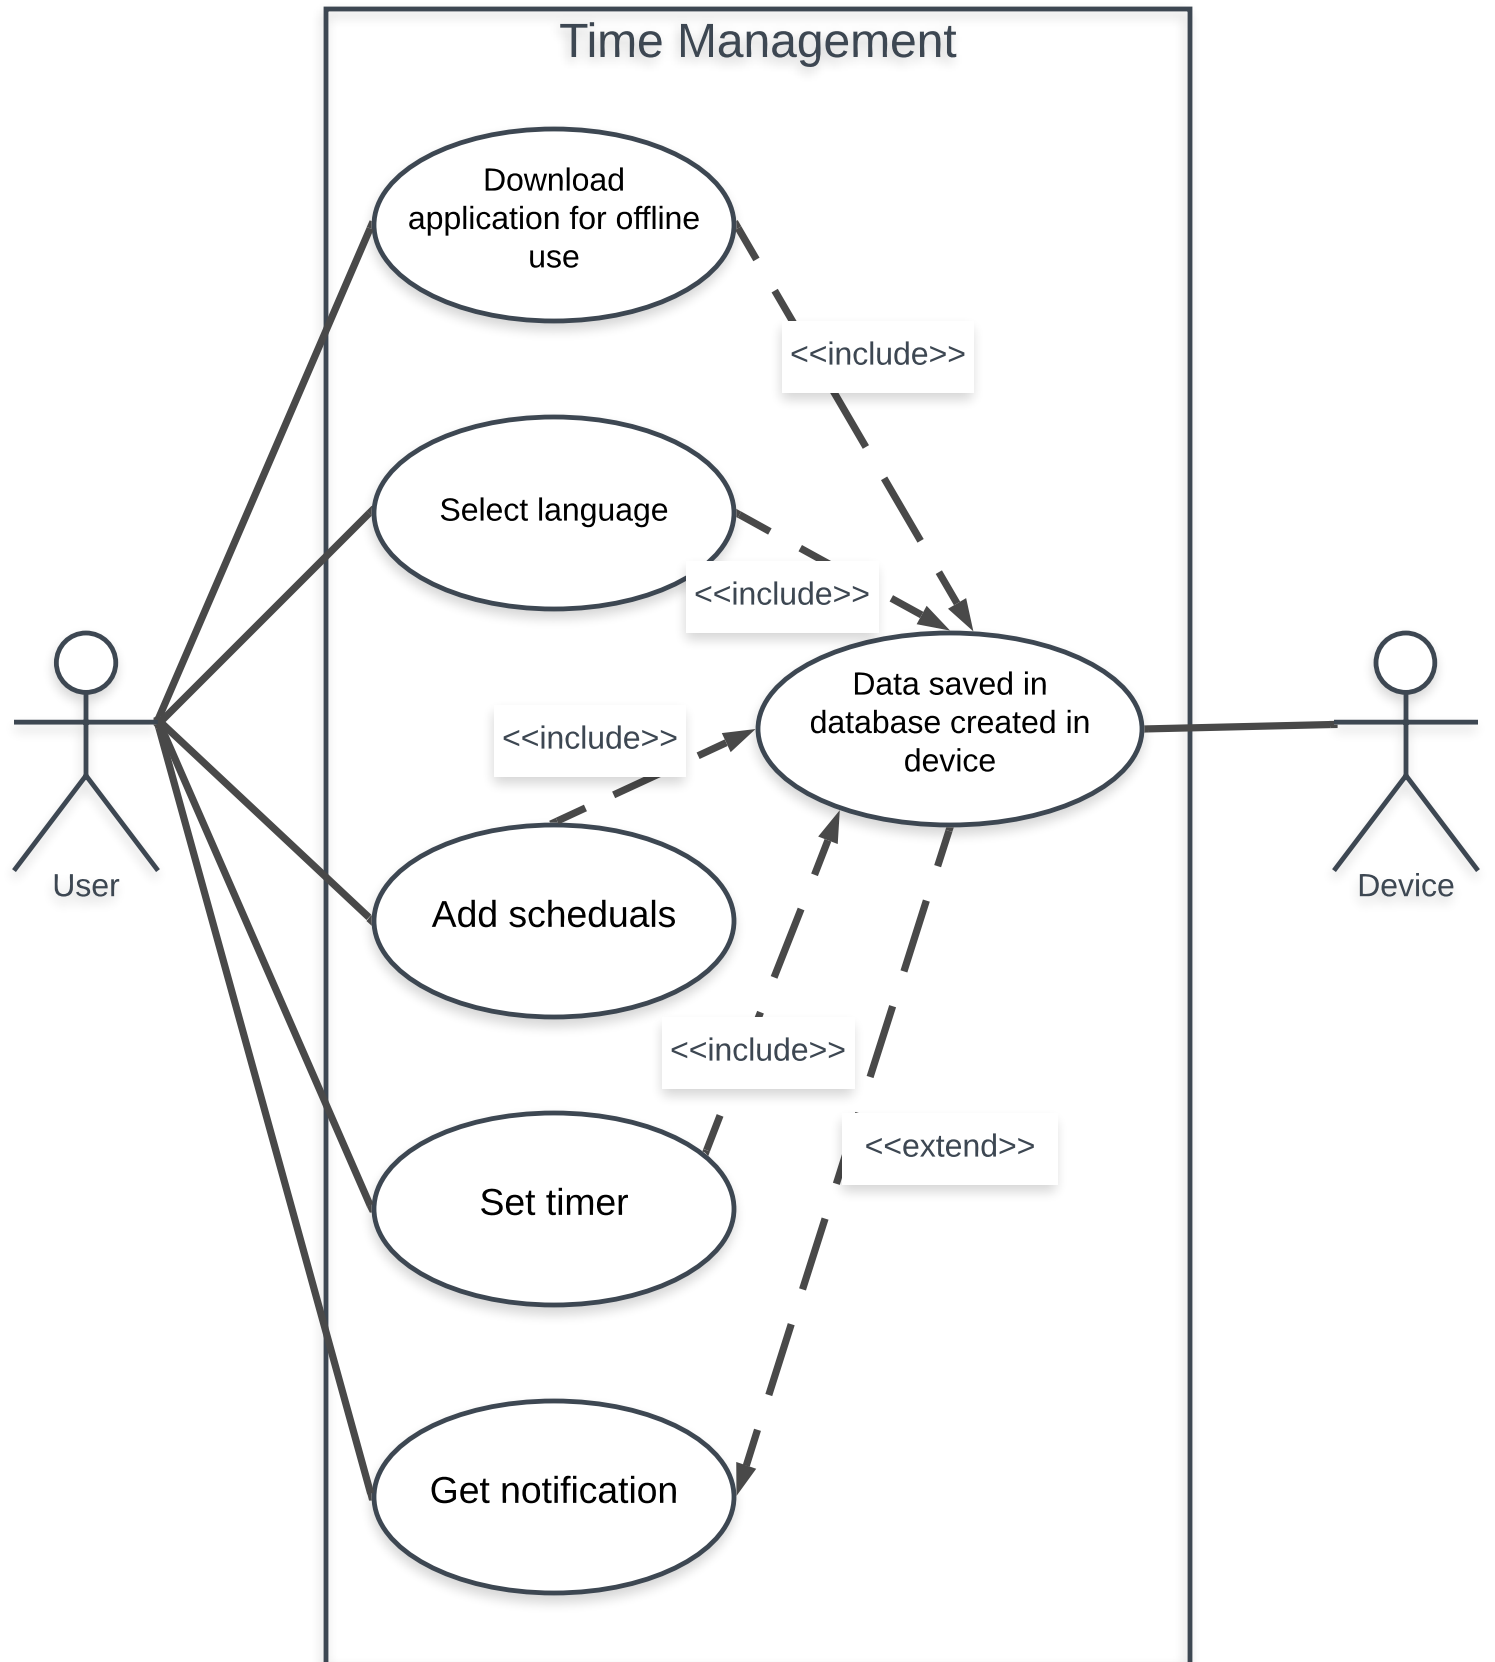 Time Management
Download
application for offline
use
<<include>>
Select language
<<include>>
Data saved in
database created in
device
<<include>>
User
Device
Add scheduals
<<include>>
<<extend>>
Set timer
Get notification